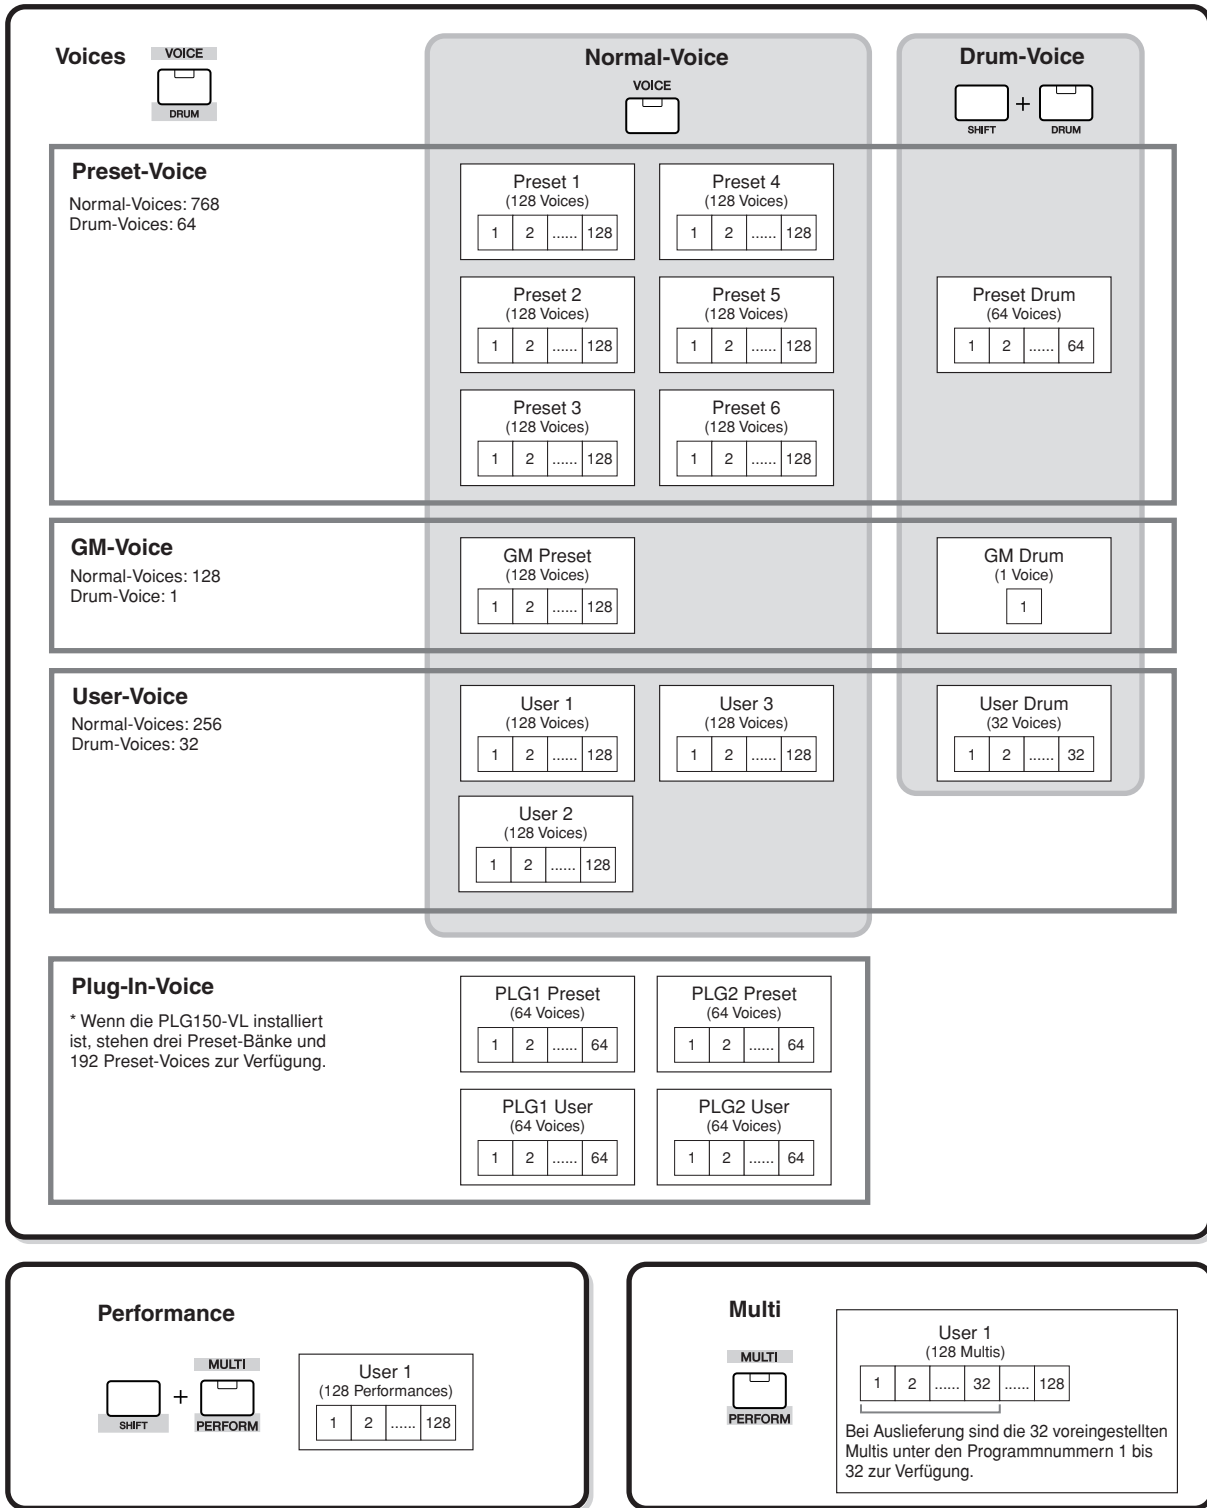 Voices
VOICE
DRUM
Normal-Voice
VOICE
Drum-Voice
+
SHIFT DRUM
Preset-Voice
Normal-Voices: 768
Drum-Voices: 64
Preset 1
(128 Voices)
1 2 ...... 128
Preset 4
(128 Voices)
1 2 ...... 128
Preset 2
(128 Voices)
1 2 ...... 128
Preset 5
(128 Voices)
1 2 ...... 128
Preset Drum
(64 Voices)
1 2 ...... 64
Preset 3
(128 Voices)
1 2 ...... 128
Preset 6
(128 Voices)
1 2 ...... 128
GM-Voice
Normal-Voices: 128
Drum-Voice: 1
GM Preset
(128 Voices)
1 2 ...... 128
GM Drum
(1 Voice)
1
User-Voice
Normal-Voices: 256
Drum-Voices: 32
User 1
(128 Voices)
1 2 ...... 128
User 3
(128 Voices)
1 2 ...... 128
User Drum
(32 Voices)
1 2 ...... 32
User 2
(128 Voices)
1 2 ...... 128
Plug-In-Voice
* Wenn die PLG150-VL installiert
ist, stehen drei Preset-Bänke und
192 Preset-Voices zur Verfügung.
PLG1 Preset
(64 Voices)
1 2 ...... 64
PLG2 Preset
(64 Voices)
1 2 ...... 64
PLG1 User
(64 Voices)
1 2 ...... 64
PLG2 User
(64 Voices)
1 2 ...... 64
Performance
MULTI
+
SHIFT PERFORM
User 1
(128 Performances)
1 2 ...... 128
Multi
MULTI
PERFORM
User 1
(128 Multis)
1 2 ...... 32 ...... 128
Bei Auslieferung sind die 32 voreingestellten
Multis unter den Programmnummern 1 bis
32 zur Verfügung.